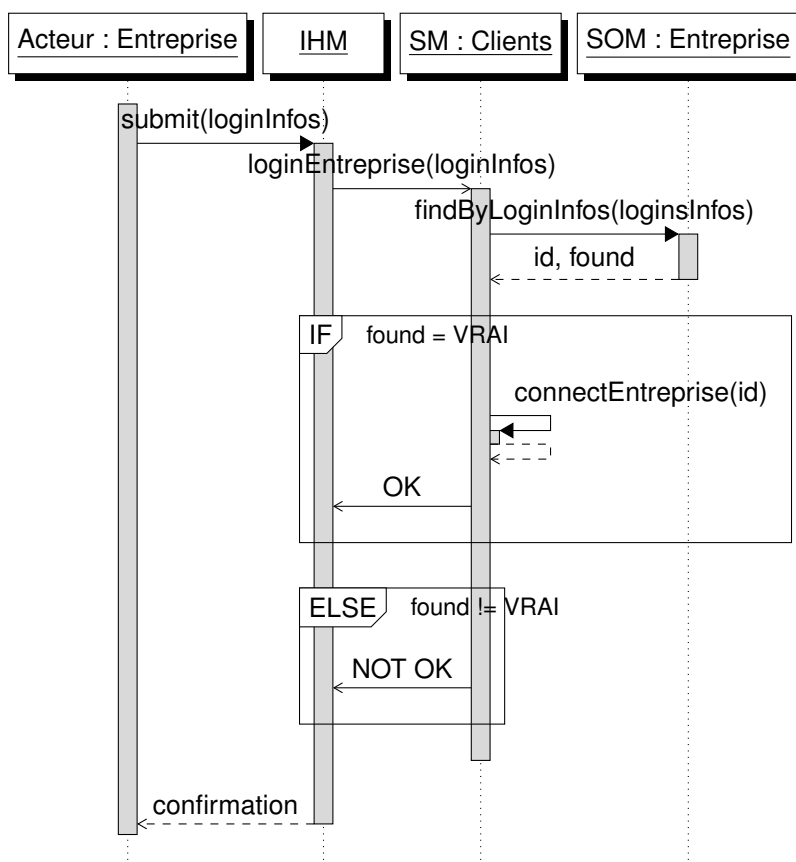 Acteur : Entreprise
IHM
SM : Clients
SOM : Entreprise
submit(loginInfos)
loginEntreprise(loginInfos)
findByLoginInfos(loginsInfos)
id, found
IF found = VRAI
connectEntreprise(id)
OK
ELSE found != VRAI
NOT OK
confirmation